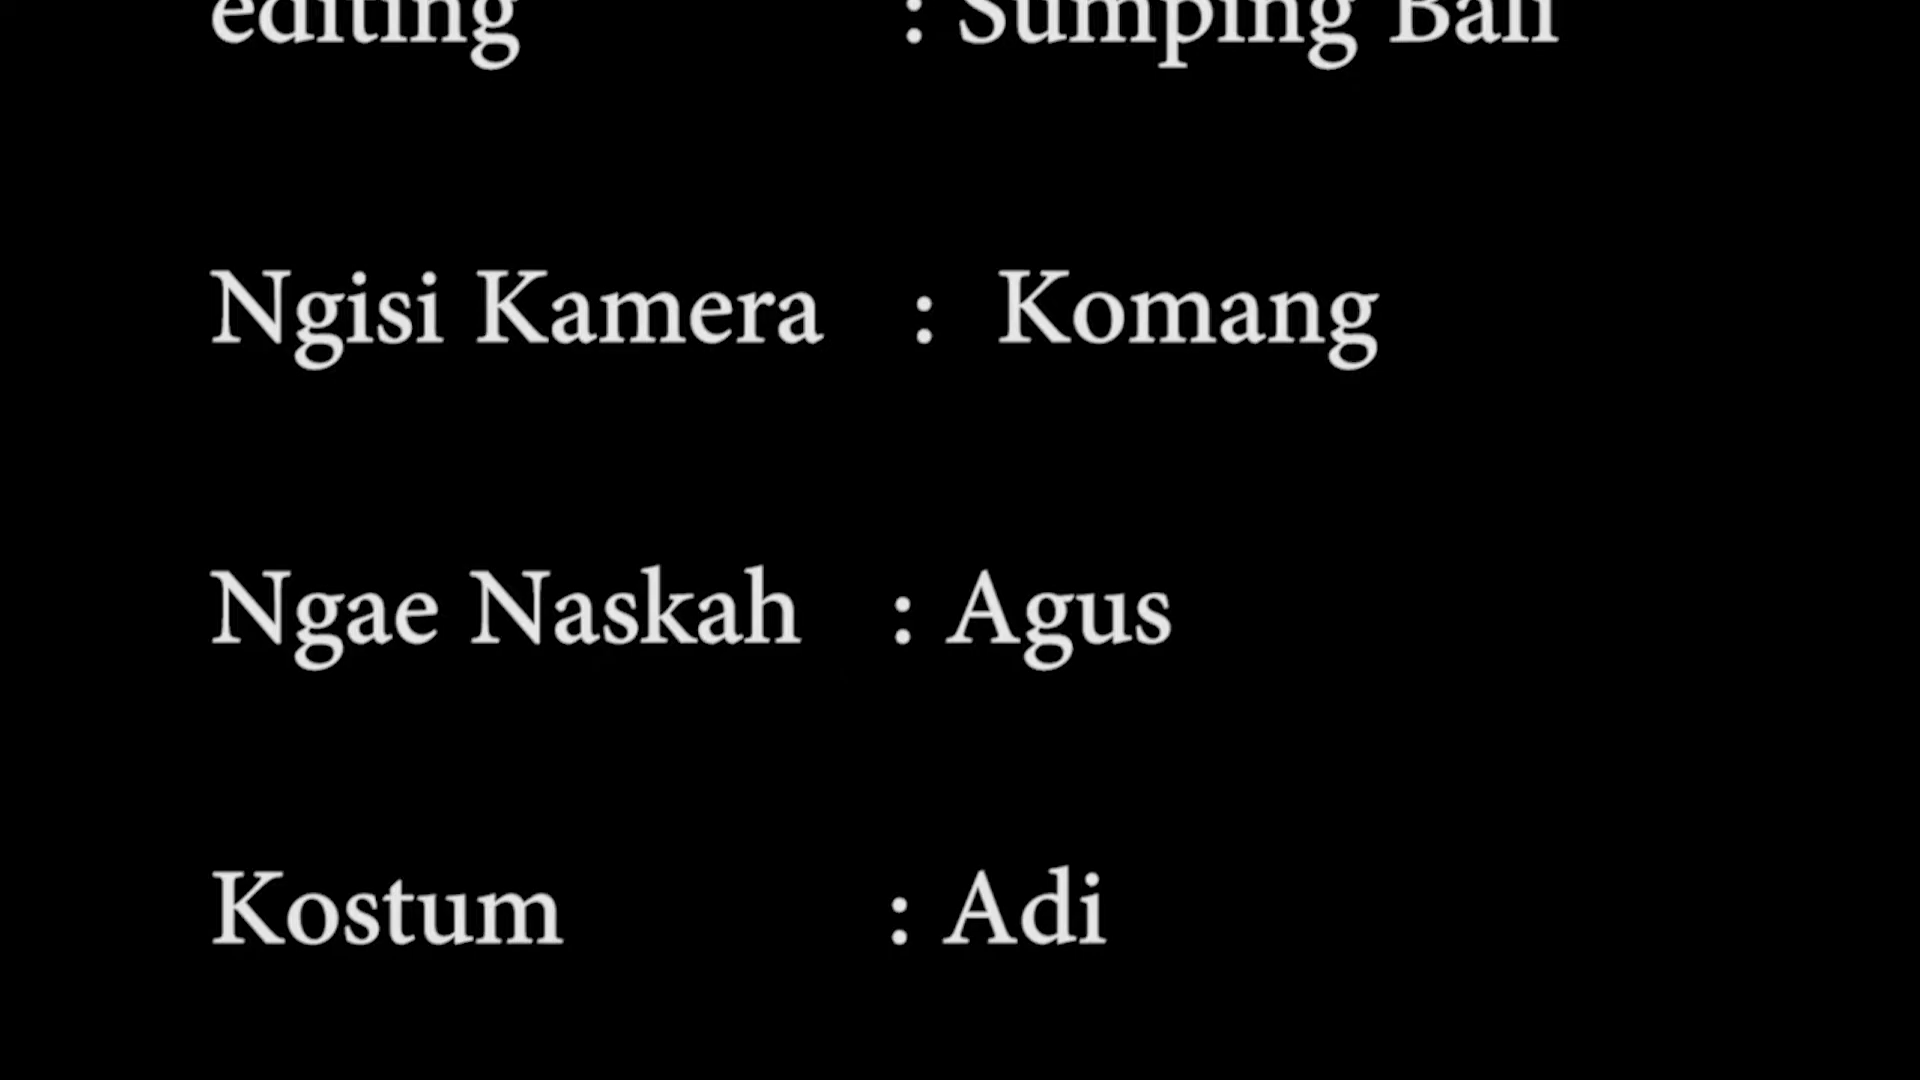 editing : Sumping Bali
Ngisi Kamera : Komang
Ngae Naskah : Agus
Kostum : Adi